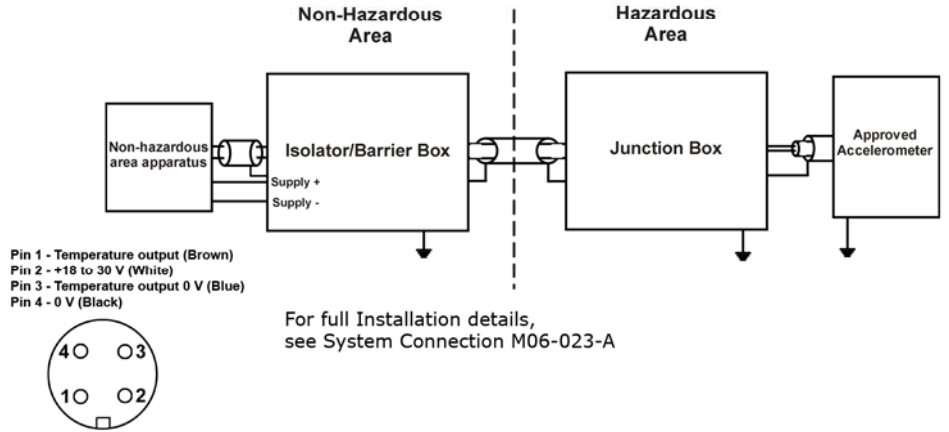 Non-Hazardous
Area
Hazardous
Area
Non-hazardous
area apparatus
Isolator/Barrier Box
Supply +
Supply -
Junction Box
Approved
Accelerometer
Pin 1 - Temperature output (Brown)
Pin 2 - +18 to 30 V (White)
Pin 3 - Temperature output 0 V (Blue)
Pin 4 - 0 V (Black)
For full Installation details,
see System Connection M06-023-A
4 3
1 2